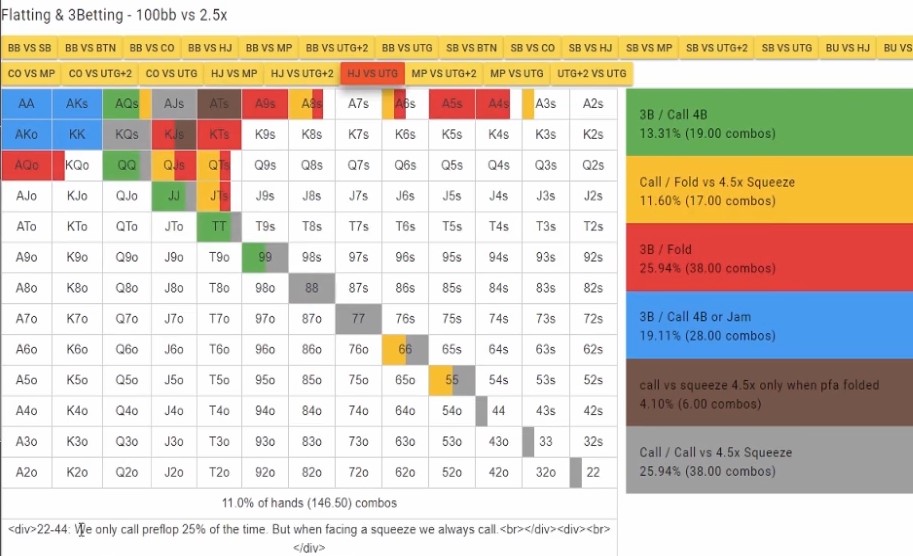 Flatting & 3Betting - 100bb vs 2.5x
BB VS SB BB VS BTN BB VS CO BB VS HJ BB VS MP BB VS UTG+2 BB VS UTG SB VS BTN SB VS CO SB VS HJ SB VS MP SB VS UTG+2 SB VS UTG BU VS HJ BU VS
CO VS MP CO VS UTG+2 CO VS UTG HJ VS MP HJ VS UTG+2 HJ VS UTG MP VS UTG+2 MP VS UTG UTG+2 VS UTG
AA AKs AQs AJs ATs A9s A8s A7s A6s A5s A4s A3s A2s
AKo KK KQs KJs KTs K9s K8s K7s K6s K5s K4s K3s K2s
AQo KQo QQ QJs QTs Q9s Q8s Q7s Q6s Q5s Q4s Q3s Q2s
AJo KJo QJo JJ JTs J9s J8s J7s J6s J5s J4s J3s J2s
ATo KTo QTo JTo TT T9s T8s T7s T6s T5s T4s T3s T2s
A9o K9o Q9o J9o T9o 99 98s 97s 96s 95s 94s 93s 92s
A8o K8o Q8o J8o T8o 98o 88 87s 86s 85s 84s 83s 82s
A7o K7o Q7o J7o T7o 97o 87o 77 76s 75s 74s 73s 72s
A6o K6o Q6o J6o T6o 96o 86o 76o 66 65s 64s 63s 62s
A5o K5o Q5o J5o T5o 95o 85o 75o 65o 55 54s 53s 52s
A4o K4o Q4o J4o T4o 94o 84o 74o 64o 54o 44 43s 42s
A3o K3o Q3o J3o T3o 93o 83o 73o 63o 53o 43o 33 32s
A2o K2o Q2o J2o T2o 92o 82o 72o 62o 52o 42o 32o 22
11.0% of hands (146.50) combos
<div>22-44: We only call preflop 25% of the time. But when facing a squeeze we always call.<br></div><div><br>
</div>
3B / Call 4B
13.31% (19.00 combos)
Call / Fold vs 4.5x Squeeze
11.60% (17.00 combos)
3B / Fold
25.94% (38.00 combos)
3B / Call 4B or Jam
19.11% (28.00 combos)
call vs squeeze 4.5x only when pfa folded
4.10% (6.00 combos)
Call / Call vs 4.5x Squeeze
25.94% (38.00 combos)